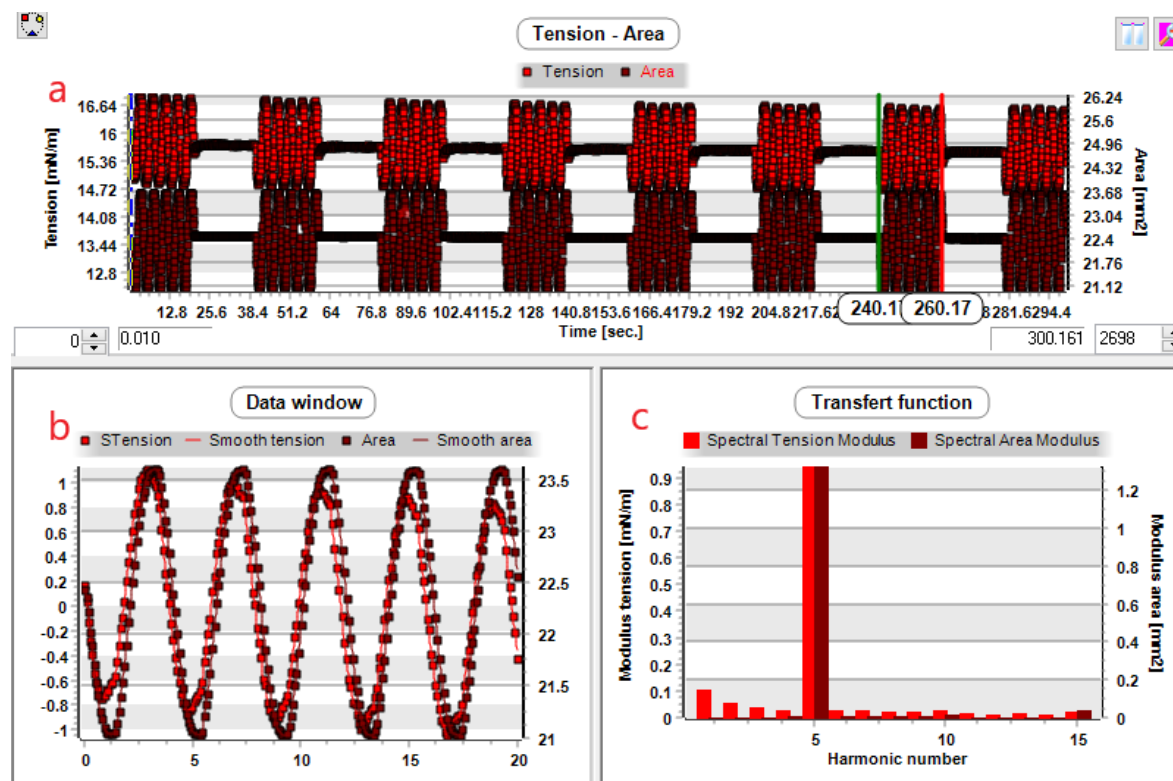 Tension - Area
Tension Area
a
16.64
16
15.36
14.72
14.08
13.44
12.8
Tension [mN/m]
26.24
25.6
24.96
24.32
23.68
23.04
22.4
21.76
21.12
Area [mm2]
12.8 25.6 38.4 51.2 64 76.8 89.6 102.4 115.2 128 140.8 153.6 166.4 179.2 192 204.8 217.62 240.1 260.17 8 281.6 294.4
Time [sec.]
0 0.010 300.161 2698
Data window
b
STension Smooth tension Area Smooth area
1
0.8
0.6
0.4
0.2
0
-0.2
-0.4
-0.6
-0.8
-1
23.5
23
22.5
22
21.5
21
0 5 10 15 20
Transfert function
c
Spectral Tension Modulus Spectral Area Modulus
0.9
0.8
0.7
0.6
0.5
0.4
0.3
0.2
0.1
0
Modulus tension [mN/m]
1.2
1
0.8
0.6
0.4
0.2
0
Modulus area [mm2]
5 10 15
Harmonic number